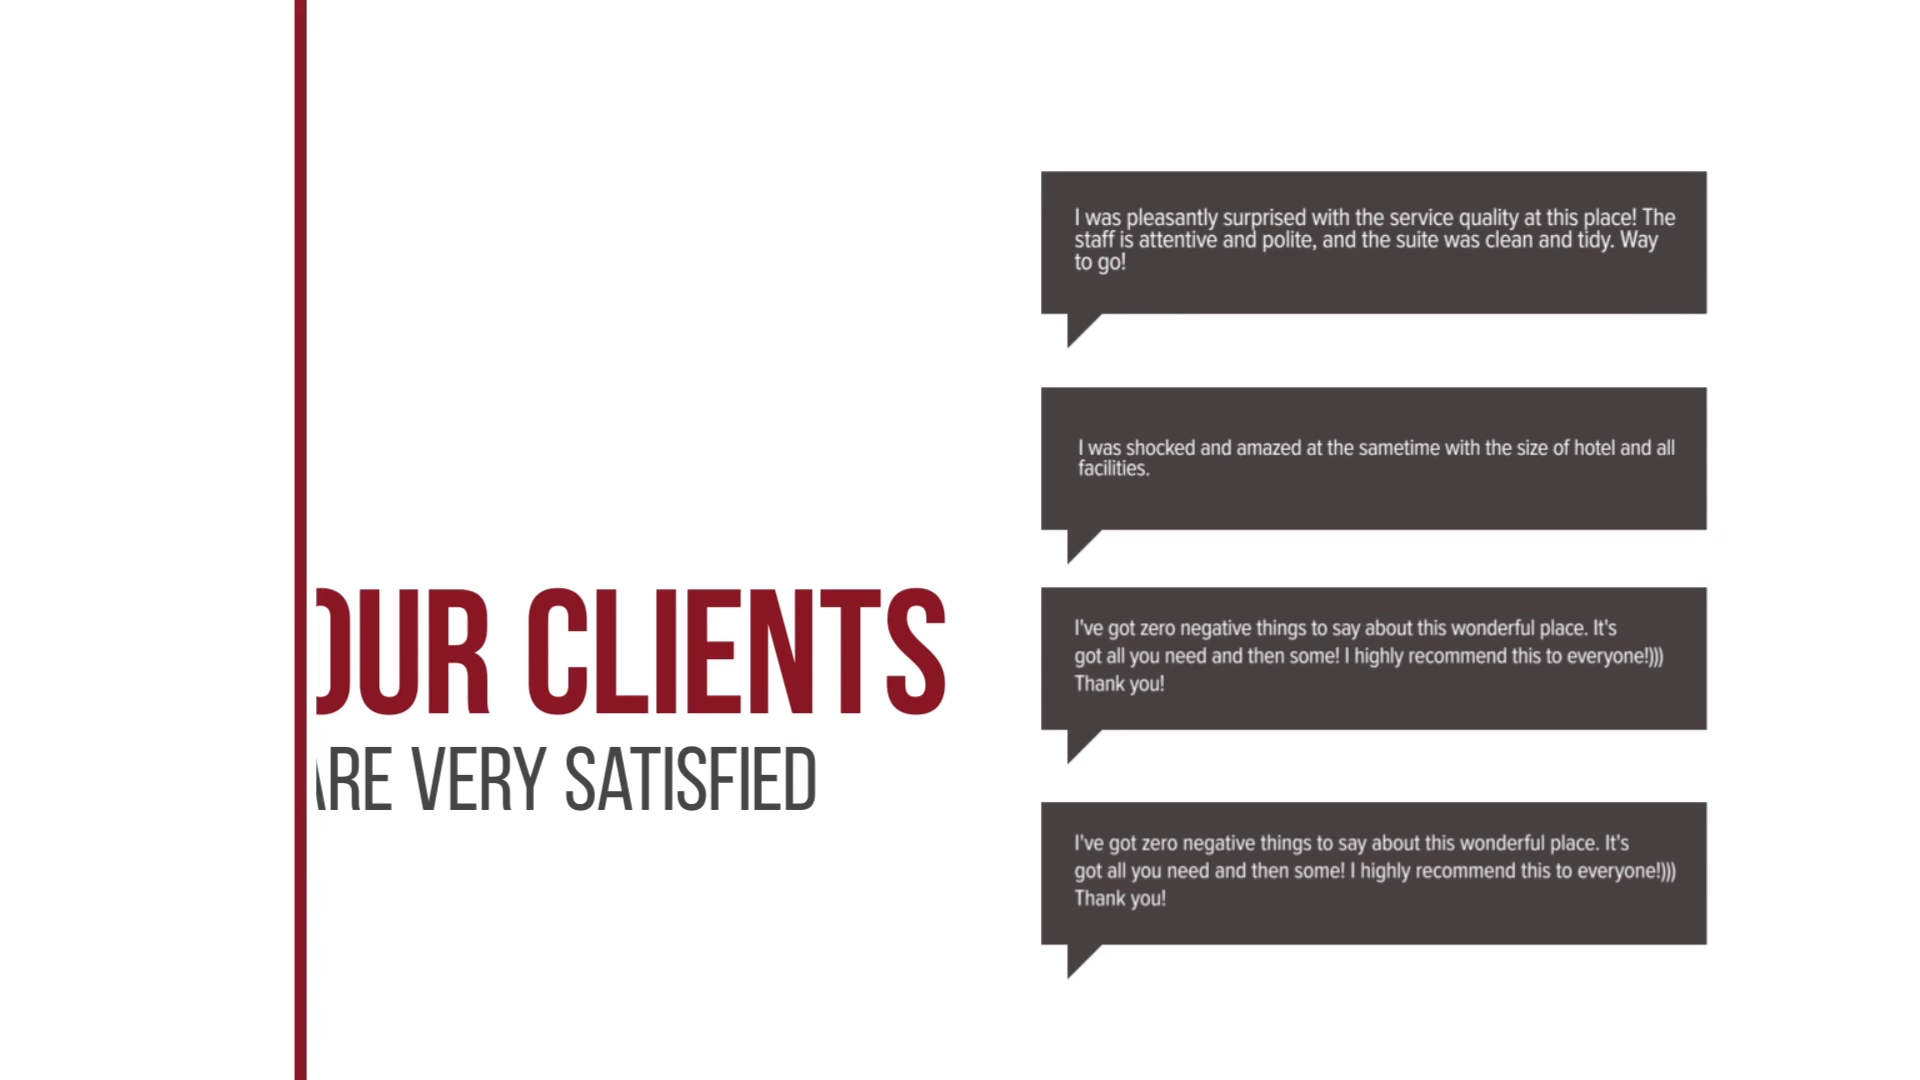 OUR CLIENTS
ARE VERY SATISFIED
I was pleasantly surprised with the service quality at this place! The
staff is attentive and polite, and the suite was clean and tidy. Way
to go!
I was shocked and amazed at the sametime with the size of hotel and all
facilities.
I've got zero negative things to say about this wonderful place. It's
got all you need and then some! I highly recommend this to everyone!)))
Thank you!
I've got zero negative things to say about this wonderful place. It's
got all you need and then some! I highly recommend this to everyone!)))
Thank you!